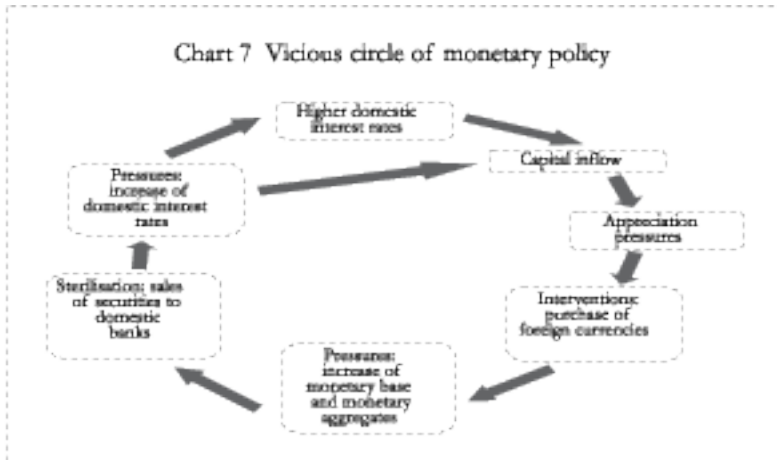 Chart 7 Vicious circle of monetary policy
Higher domestic
interest rates
Capital inflow
Appreciation
pressures
Interventions:
purchase of
foreign currencies
Pressures:
increase of
monetary base
and monetary
aggregates
Sterilisation: sales
of securities to
domestic
banks
Pressures:
increase of
domestic interest
rates